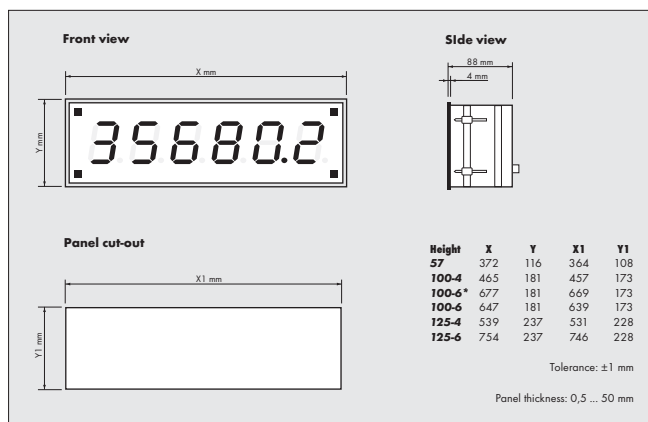 Front view
SIde view
X mm
88 mm
4 mm
Y mm
35680.2
Panel cut-out
X1 mm
Y1 mm
Height X Y X1 Y1
57 372 116 364 108
100-4 465 181 457 173
100-6* 677 181 669 173
100-6 647 181 639 173
125-4 539 237 531 228
125-6 754 237 746 228
Tolerance: ±1 mm
Panel thickness: 0,5 ... 50 mm